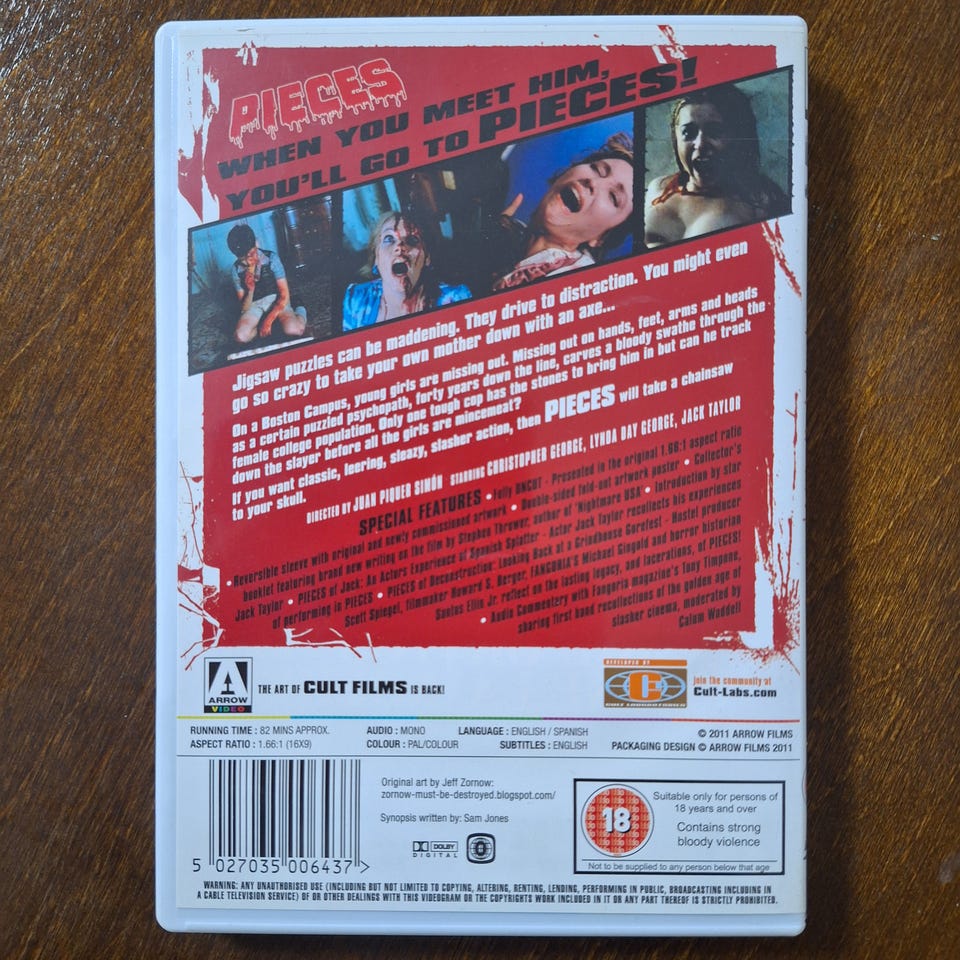 PIECES
WHEN YOU MEET HIM,
YOU'LL GO TO PIECES!
Jigsaw puzzles can be maddening. They drive to distraction. You might even
go so crazy to take your own mother down with an axe...
On a Boston Campus, young girls are missing out. Missing out on hands, feet, arms and heads
as a certain puzzled psychopath, forty years down the line, carves a bloody swathe through the
female college population. Only one tough cop has the stones to bring him in but can he track
down the slayer before all the girls are mincemeat?
If you want classic, leering, sleazy, slasher action, then PIECES will take a chainsaw
to your skull.
DIRECTED BY JUAN PIQUER SIMÓN STARRING CHRISTOPHER GEORGE, LYNDA DAY GEORGE, JACK TAYLOR
SPECIAL FEATURES • Fully UNCUT - Presented in the original 1.66:1 aspect ratio
• Reversible sleeve with original and newly commissioned artwork • Double-sided fold-out artwork poster • Collector's
booklet featuring brand new writing on the film by Stephen Thrower, author of 'Nightmare USA' • Introduction by star
Jack Taylor • PIECES of Jack: An Actors Experience of Spanish Splatter - Actor Jack Taylor recollects his experiences
of performing in PIECES • PIECES of Deconstruction: Looking Back at a Grindhouse Gorefest - Hostel producer
Scott Spiegel, filmmaker Howard S. Berger, FANGORIA'S Michael Gingold and horror historian
Santos Ellin Jr. reflect on the lasting legacy, and lacerations, of PIECES!
• Audio Commentary with Fangoria magazine's Tony Timpone,
sharing first hand recollections of the golden age of
slasher cinema, moderated by
Calum Waddell
ARROW
VIDEO
THE ART OF CULT FILMS IS BACK!
DEVELOPED BY
CULT LABORATORIES
join the community at
Cult-Labs.com
RUNNING TIME : 82 MINS APPROX. AUDIO : MONO LANGUAGE : ENGLISH / SPANISH © 2011 ARROW FILMS
ASPECT RATIO : 1.66:1 (16X9) COLOUR : PAL/COLOUR SUBTITLES : ENGLISH PACKAGING DESIGN © ARROW FILMS 2011
Original art by Jeff Zornow:
zornow-must-be-destroyed.blogspot.com/
Synopsis written by: Sam Jones
DOLBY
DIGITAL
0
18
Suitable only for persons of
18 years and over
Contains strong
bloody violence
Not to be supplied to any person below that age
5 027035 006437 >
WARNING: ANY UNAUTHORISED USE (INCLUDING BUT NOT LIMITED TO COPYING, ALTERING, RENTING, LENDING, PERFORMING IN PUBLIC, BROADCASTING INCLUDING IN
A CABLE TELEVISION SERVICE) OF OR OTHER DEALINGS WITH THIS VIDEOGRAM OR THE COPYRIGHTS WORK INCLUDED IN IT OR ANY PART THEREOF IS STRICTLY PROHIBITED.